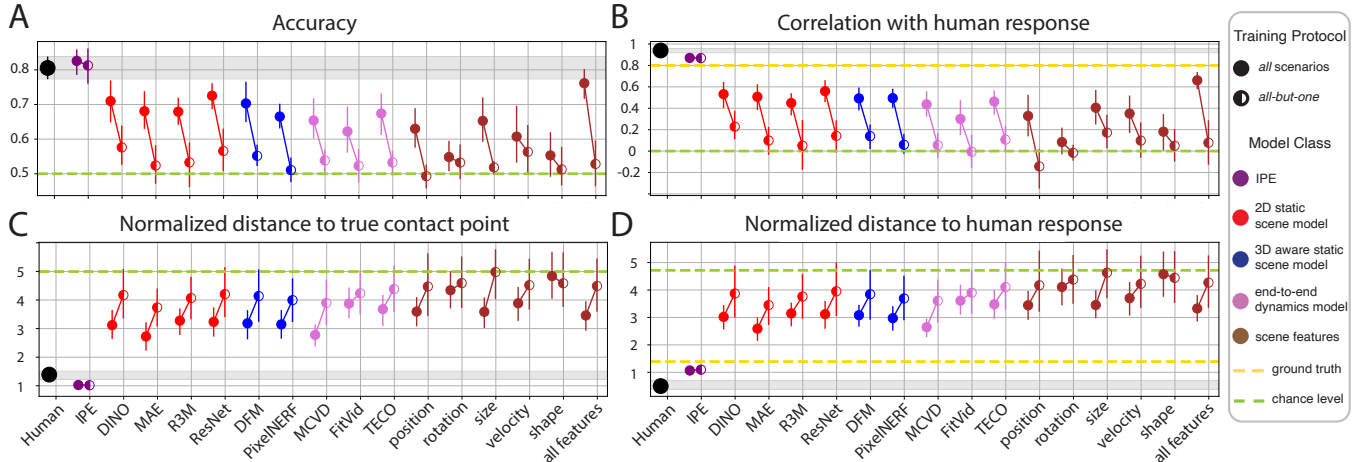 A
Accuracy
0.8
0.7
0.6
0.5
B
Correlation with human response
1
0.8
0.6
0.4
0.2
0
-0.2
C
Normalized distance to true contact point
5
4
3
2
1
Human
IPE
DINO
MAE
R3M
ResNet
DFM
PixelNERF
MCVD
FitVid
TECO
position
rotation
size
velocity
shape
all features
D
Normalized distance to human response
5
4
3
2
1
Human
IPE
DINO
MAE
R3M
ResNet
DFM
PixelNERF
MCVD
FitVid
TECO
position
rotation
size
velocity
shape
all features
Training Protocol
all scenarios
all-but-one
Model Class
IPE
2D static
scene model
3D aware static
scene model
end-to-end
dynamics model
scene features
ground truth
chance level